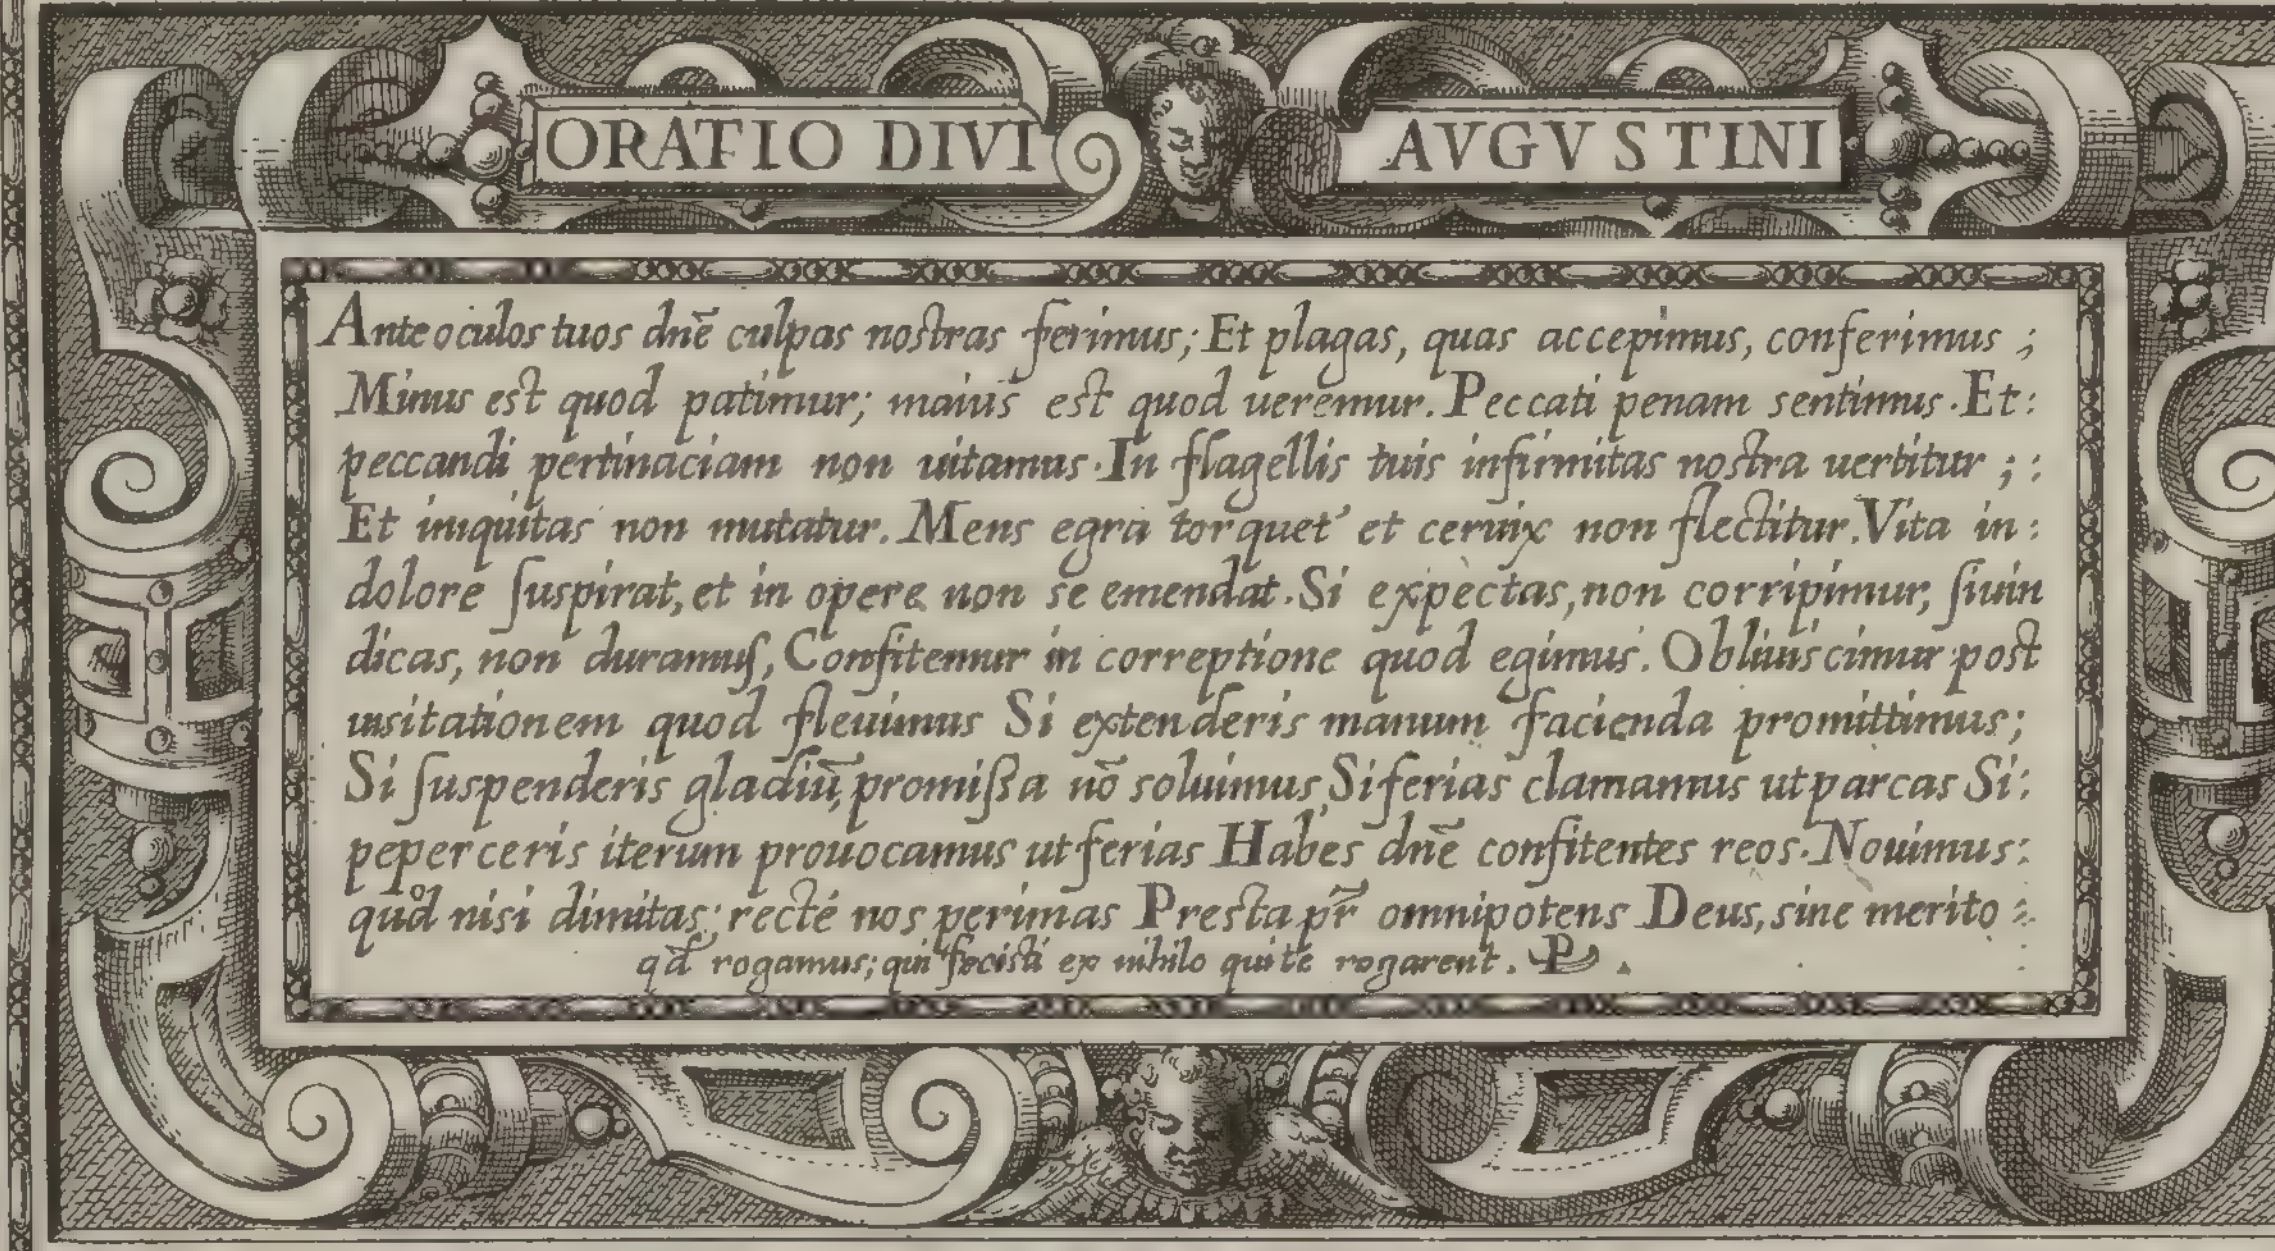 ORATIO DIVI AVGVSTINI
Ante oculos tuos dnē culpas nostras ferimus; Et plagas, quas accepimus, conferimus ;
Minus est quod patimur; maius est quod ueremur. Peccati penam sentimus. Et:
peccandi pertinaciam non uitamus. In flagellis tuis infirmitas nostra uertitur ; :
Et iniquitas non mutatur. Mens egra torquet' et ceruix non flectitur. Vita in:
dolore ſuspirat, et in opere non se emendat. Si expectas, non corripimur, ſiuin
dicas, non duramuſ, Confitemur in correptione quod egimus. Obliuiscimur post
uisitationem quod fleuimus Si extenderis manum facienda promittimus;
Si ſuspenderis gladiū, promiſsa nō soluimus, Si ferias clamamus ut parcas Si:
peperceris iterum prouocamus ut ferias Habes dnē confitentes reos. Nouimus:
quod nisi dimitas; recté nos perimas Presta pr̃ omnipotens Deus, sine merito :
qd̃ rogamus; qui fecisti ex nihilo qui te rogarent. P .